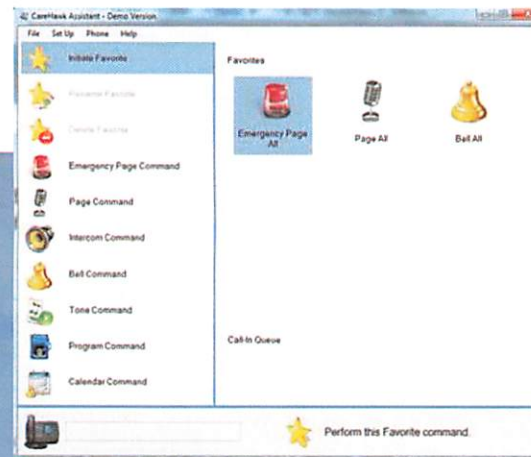 CareHawk Assistant - Demo Version
File Set Up Phone Help
Initiate Favorite
Rename Favorite
Delete Favorite
Emergency Page Command
Page Command
Intercom Command
Bell Command
Tone Command
Program Command
Calendar Command
Favorites
Emergency Page
All
Page All
Bell All
Call-In Queue
Perform this Favorite command.